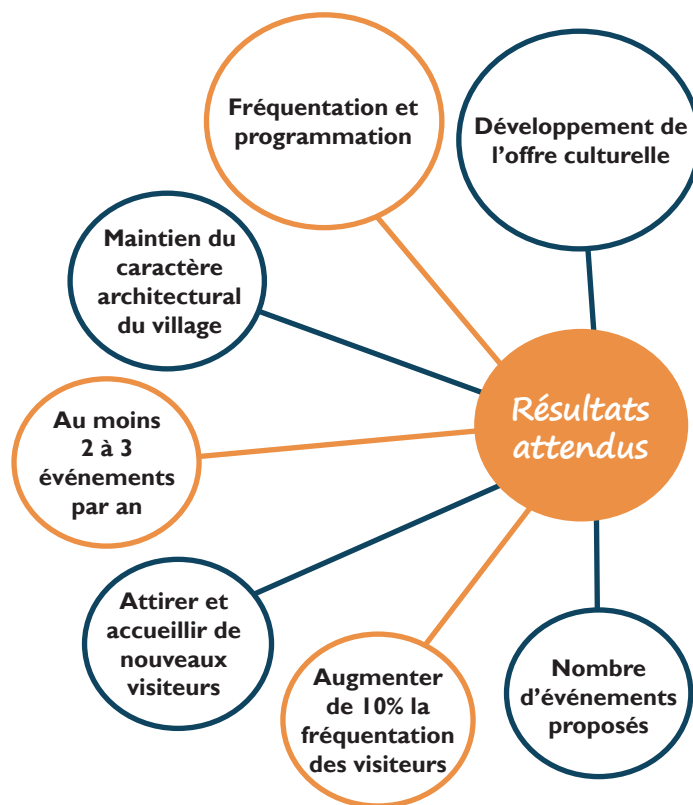 Fréquentation et
programmation
Développement de
l'offre culturelle
Maintien du
caractère
architectural
du village
Résultats
attendus
Au moins
2 à 3
événements
par an
Attirer et
accueillir de
nouveaux
visiteurs
Augmenter
de 10% la
fréquentation
des visiteurs
Nombre
d'événements
proposés